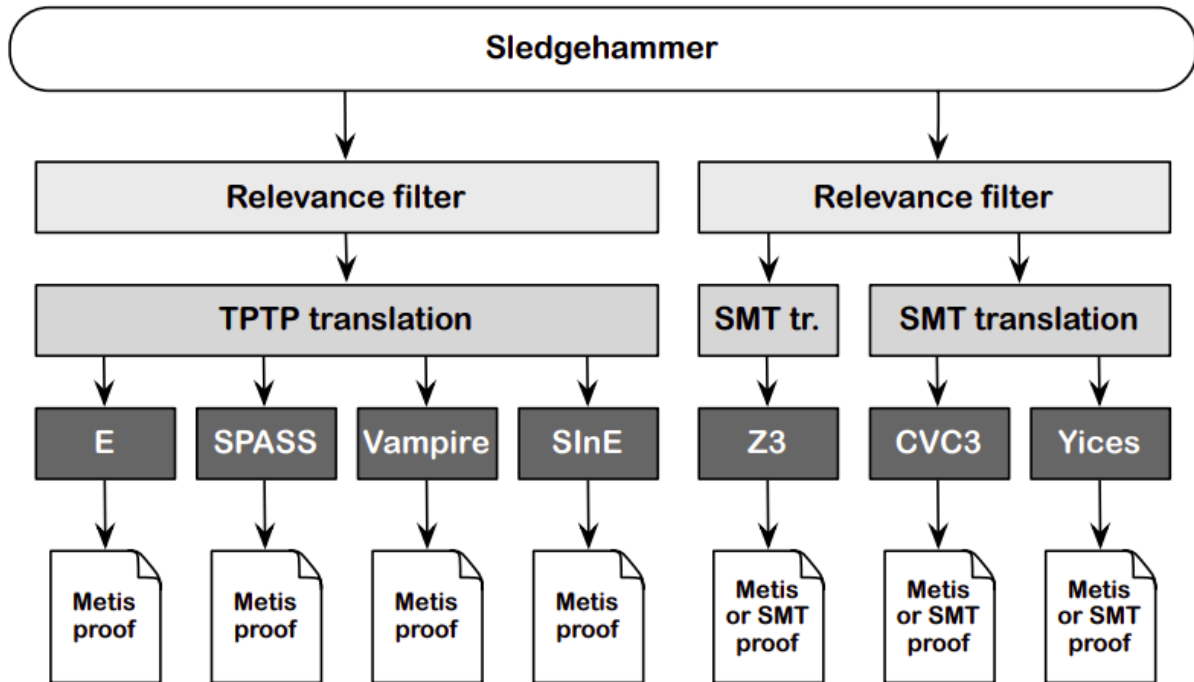 Sledgehammer
Relevance filter
Relevance filter
TPTP translation
SMT tr.
SMT translation
E
SPASS
Vampire
SInE
Z3
CVC3
Yices
Metis
proof
Metis
proof
Metis
proof
Metis
proof
Metis
or SMT
proof
Metis
or SMT
proof
Metis
or SMT
proof